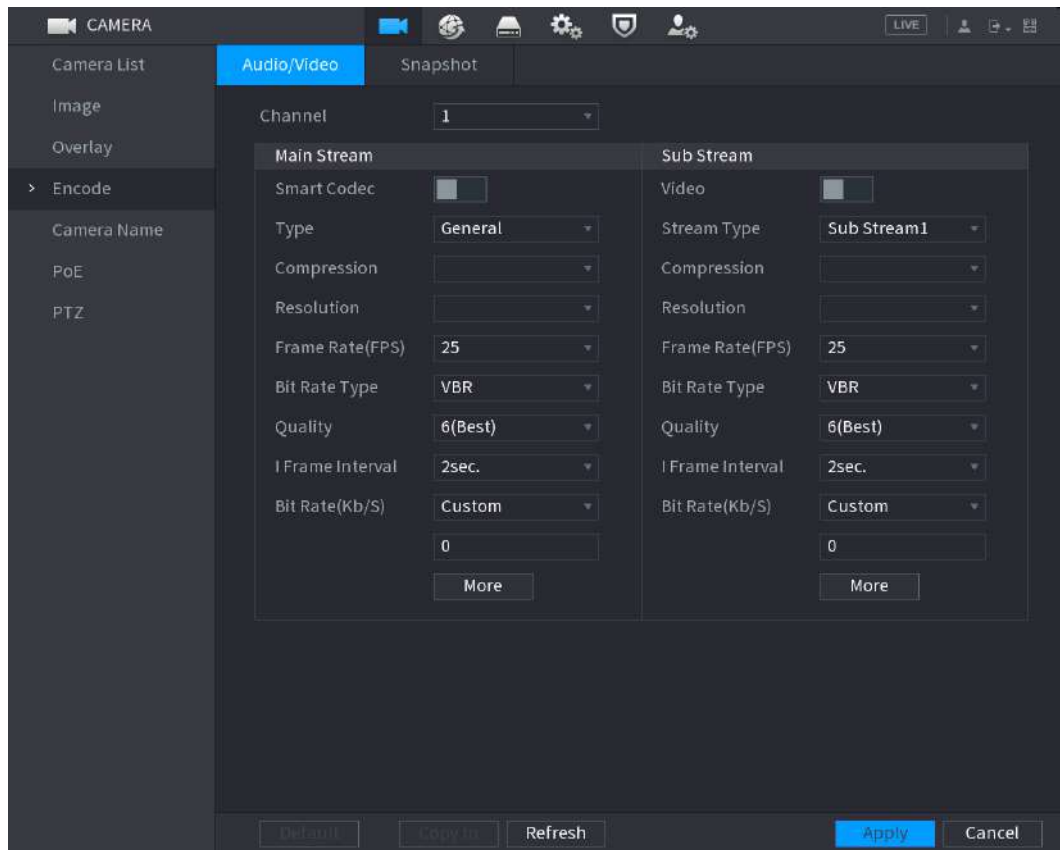 CAMERA LIVE
Camera List
Image
Overlay
> Encode
Camera Name
PoE
PTZ
Audio/Video Snapshot
Channel 1
Main Stream Sub Stream
Smart Codec Video
Type General Stream Type Sub Stream1
Compression Compression
Resolution Resolution
Frame Rate(FPS) 25 Frame Rate(FPS) 25
Bit Rate Type VBR Bit Rate Type VBR
Quality 6(Best) Quality 6(Best)
I Frame Interval 2sec. I Frame Interval 2sec.
Bit Rate(Kb/S) Custom Bit Rate(Kb/S) Custom
0 0
More More
Default Copy to Refresh Apply Cancel